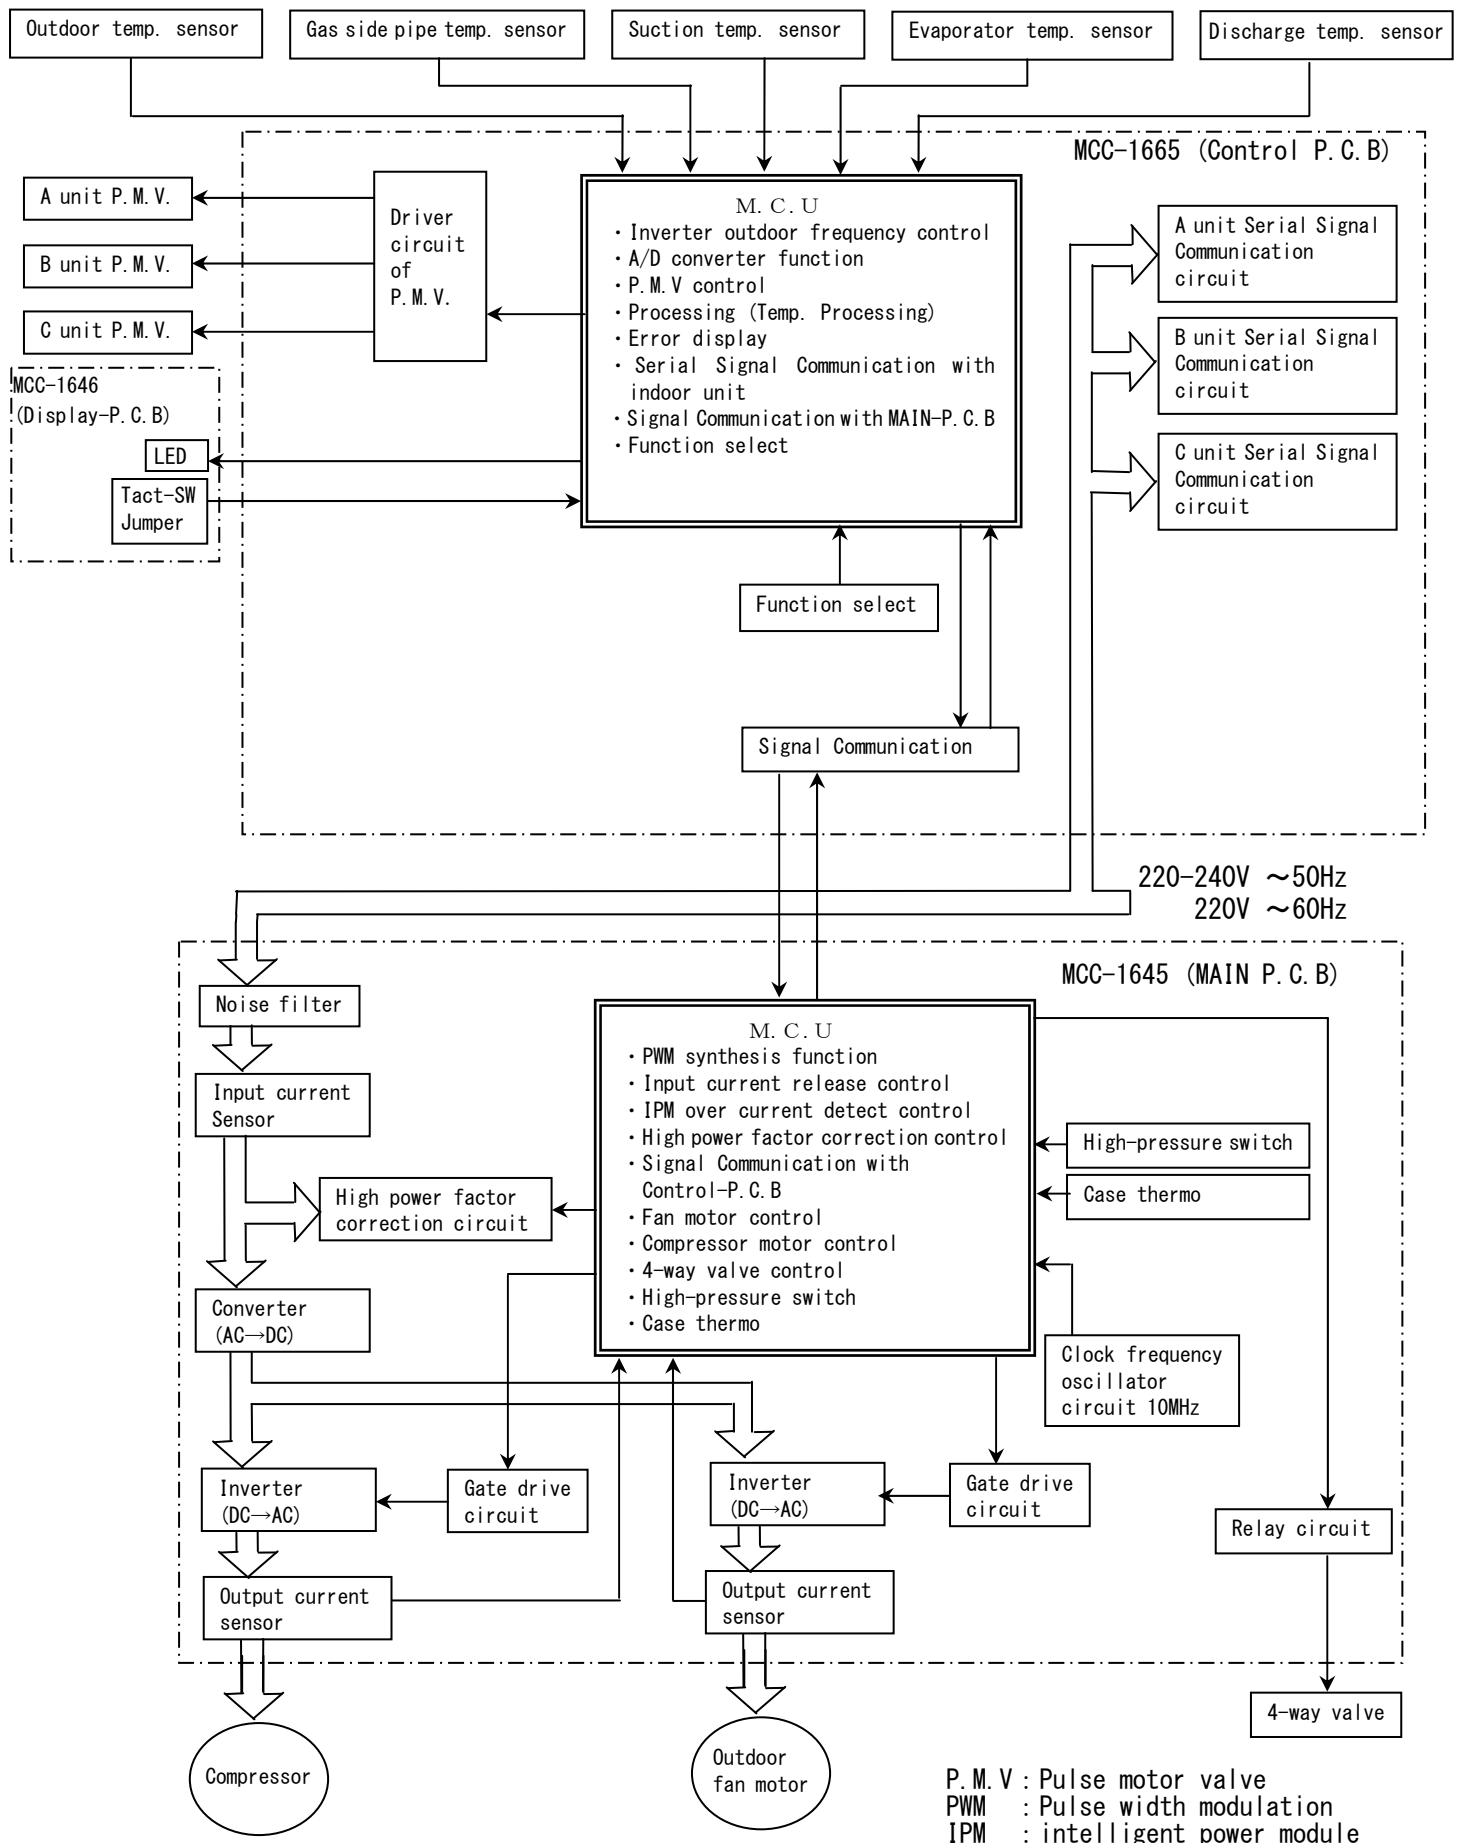 Outdoor temp. sensor
Gas side pipe temp. sensor
Suction temp. sensor
Evaporator temp. sensor
Discharge temp. sensor
MCC-1665 (Control P.C.B)
A unit P.M.V.
B unit P.M.V.
C unit P.M.V.
Driver
circuit
of
P.M.V.
M.C.U
・Inverter outdoor frequency control
・A/D converter function
・P.M.V control
・Processing (Temp. Processing)
・Error display
・Serial Signal Communication with
indoor unit
・Signal Communication with MAIN-P.C.B
・Function select
A unit Serial Signal
Communication
circuit
B unit Serial Signal
Communication
circuit
C unit Serial Signal
Communication
circuit
MCC-1646
(Display-P.C.B)
LED
Tact-SW
Jumper
Function select
Signal Communication
220-240V ～50Hz
220V ～60Hz
MCC-1645 (MAIN P.C.B)
Noise filter
Input current
Sensor
High power factor
correction circuit
Converter
(AC→DC)
M.C.U
・PWM synthesis function
・Input current release control
・IPM over current detect control
・High power factor correction control
・Signal Communication with
Control-P.C.B
・Fan motor control
・Compressor motor control
・4-way valve control
・High-pressure switch
・Case thermo
High-pressure switch
Case thermo
Clock frequency
oscillator
circuit 10MHz
Inverter
(DC→AC)
Gate drive
circuit
Inverter
(DC→AC)
Gate drive
circuit
Relay circuit
Output current
sensor
Output current
sensor
4-way valve
Compressor
Outdoor
fan motor
P.M.V : Pulse motor valve
PWM : Pulse width modulation
IPM : intelligent power module